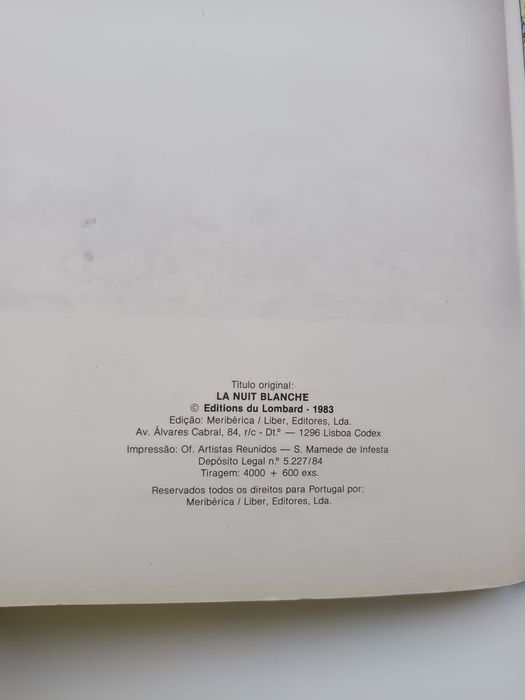 Título original:
LA NUIT BLANCHE
© Editions du Lombard - 1983
Edição: Meribérica / Liber, Editores, Lda.
Av. Álvares Cabral, 84, r/c - Dt.º — 1296 Lisboa Codex
Impressão: Of. Artistas Reunidos — S. Mamede de Infesta
Depósito Legal n.º 5.227/84
Tiragem: 4000 + 600 exs.
Reservados todos os direitos para Portugal por:
Meribérica / Liber, Editores, Lda.